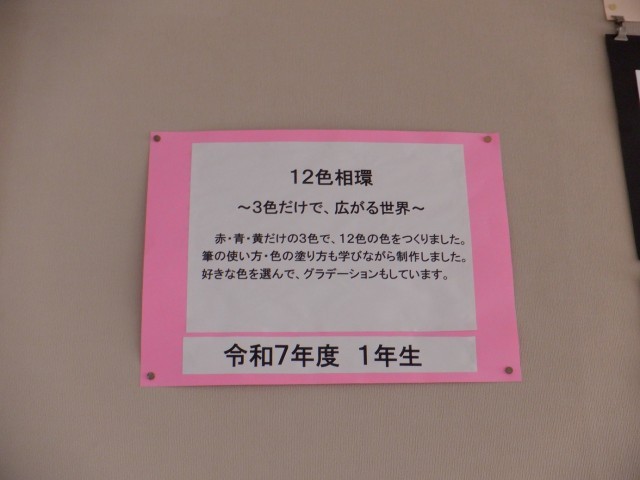 12色相環
～3色だけで、広がる世界～
赤・青・黄だけの3色で、12色の色をつくりました。
筆の使い方・色の塗り方も学びながら制作しました。
好きな色を選んで、グラデーションもしています。
令和7年度 1年生